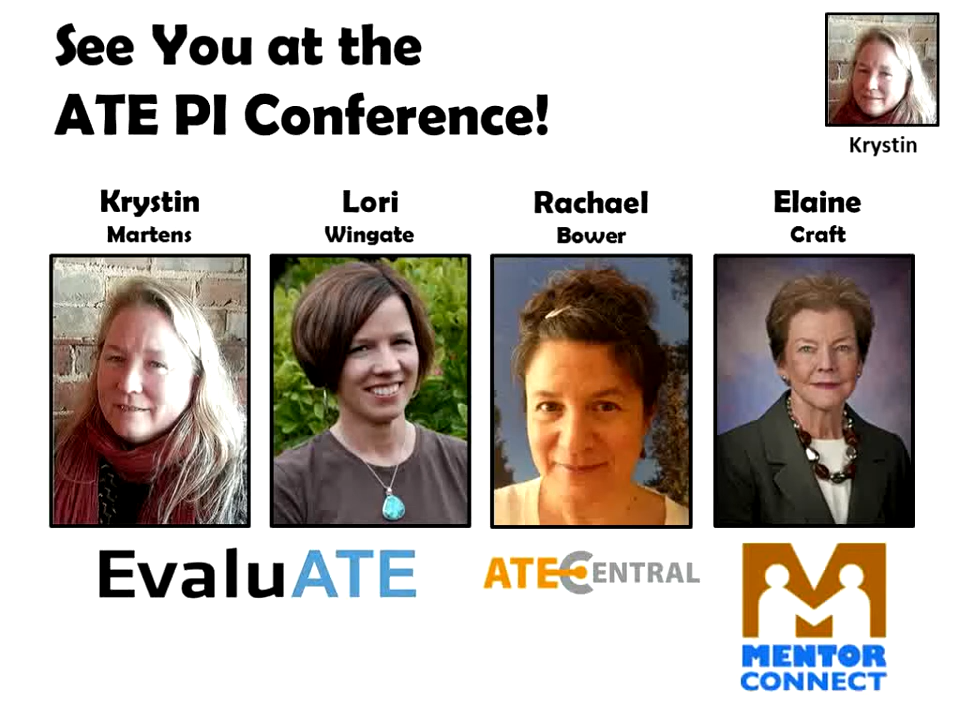 See You at the
ATE PI Conference!
Krystin
Krystin
Martens
Lori
Wingate
Rachael
Bower
Elaine
Craft
EvaluATE
ATE CENTRAL
MENTOR
CONNECT